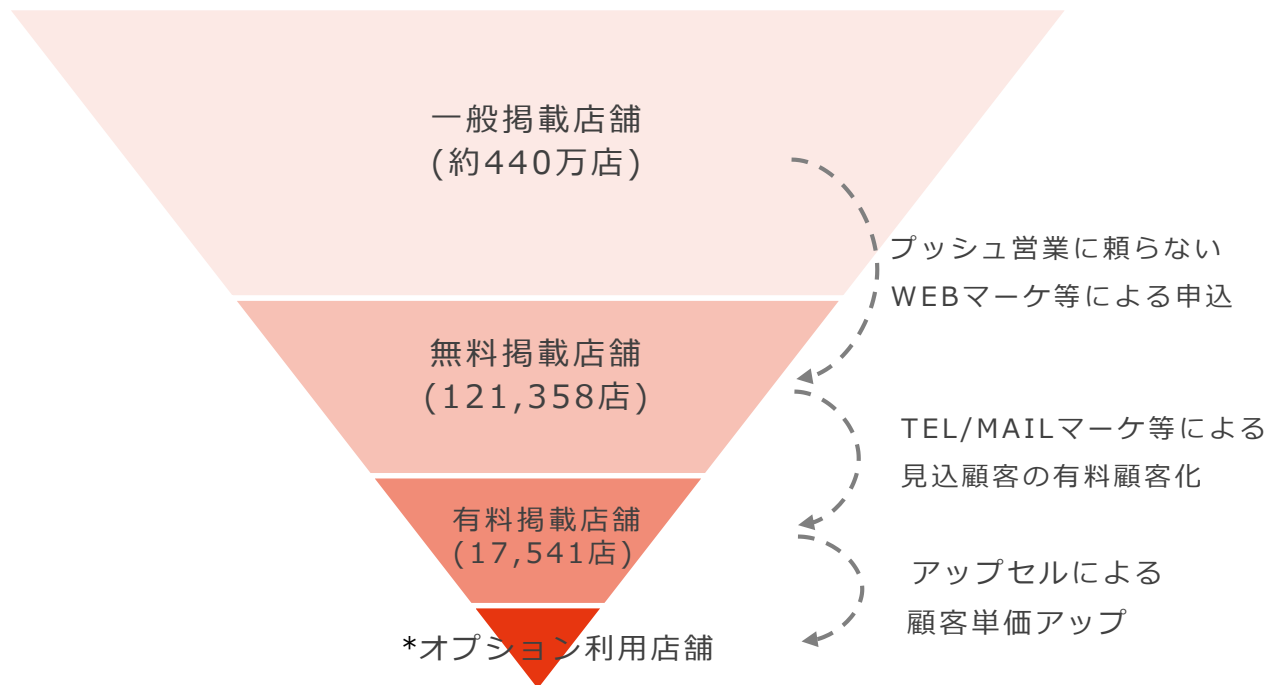 一般掲載店舗
(約440万店)
プッシュ営業に頼らない
WEBマーケ等による申込
無料掲載店舗
(121,358店)
TEL/MAILマーケ等による
見込顧客の有料顧客化
有料掲載店舗
(17,541店)
アップセルによる
顧客単価アップ
*オプション利用店舗